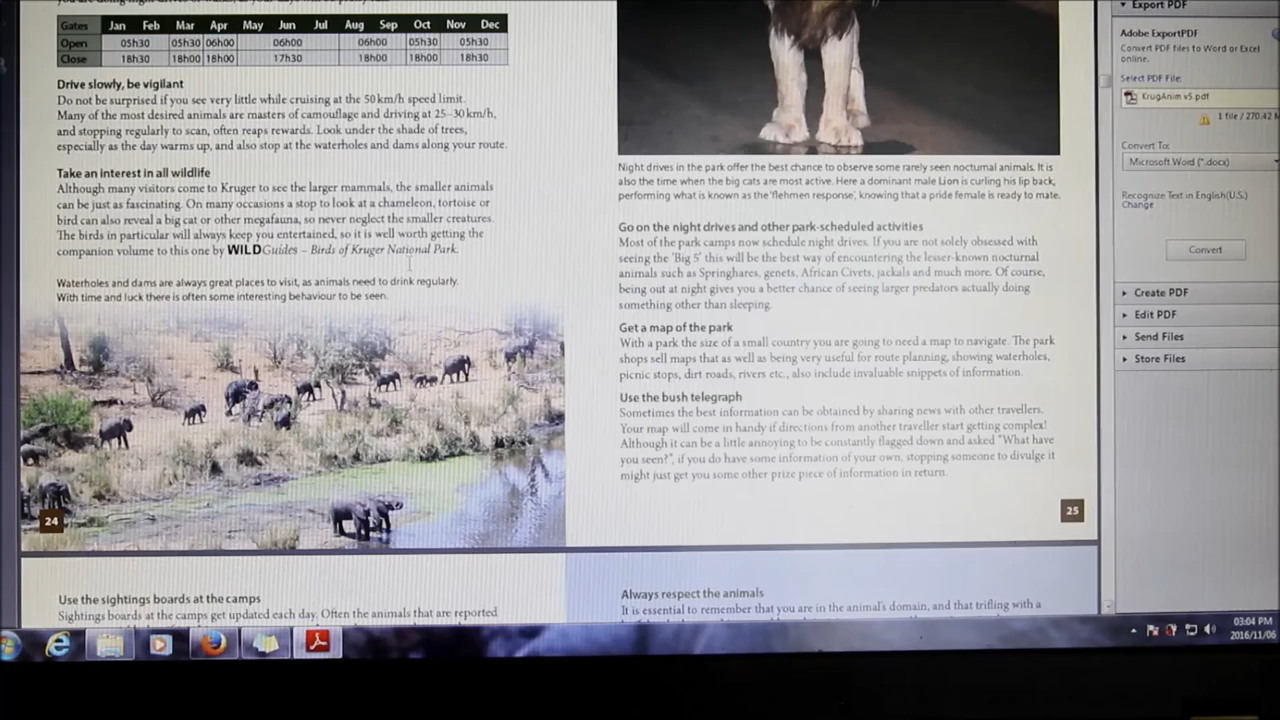 Gates Jan Feb Mar Apr May Jun Jul Aug Sep Oct Nov Dec
Open 05h30 05h30 06h00 06h00 06h00 05h30 05h30
Close 18h30 18h00 18h00 17h30 18h00 18h00 18h30
Drive slowly, be vigilant
Do not be surprised if you see very little while cruising at the 50 km/h speed limit.
Many of the most desired animals are masters of camouflage and driving at 25–30 km/h,
and stopping regularly to scan, often reaps rewards. Look under the shade of trees,
especially as the day warms up, and also stop at the waterholes and dams along your route.
Take an interest in all wildlife
Although many visitors come to Kruger to see the larger mammals, the smaller animals
can be just as fascinating. On many occasions a stop to look at a chameleon, tortoise or
bird can also reveal a big cat or other megafauna, so never neglect the smaller creatures.
The birds in particular will always keep you entertained, so it is well worth getting the
companion volume to this one by WILDGuides – Birds of Kruger National Park.
Waterholes and dams are always great places to visit, as animals need to drink regularly.
With time and luck there is often some interesting behaviour to be seen.
24
Night drives in the park offer the best chance to observe some rarely seen nocturnal animals. It is
also the time when the big cats are most active. Here a dominant male Lion is curling his lip back,
performing what is known as the 'flehmen response', knowing that a pride female is ready to mate.
Go on the night drives and other park-scheduled activities
Most of the park camps now schedule night drives. If you are not solely obsessed with
seeing the 'Big 5' this will be the best way of encountering the lesser-known nocturnal
animals such as Springhares, genets, African Civets, jackals and much more. Of course,
being out at night gives you a better chance of seeing larger predators actually doing
something other than sleeping.
Get a map of the park
With a park the size of a small country you are going to need a map to navigate. The park
shops sell maps that as well as being very useful for route planning, showing waterholes,
picnic stops, dirt roads, rivers etc., also include invaluable snippets of information.
Use the bush telegraph
Sometimes the best information can be obtained by sharing news with other travellers.
Your map will come in handy if directions from another traveller start getting complex!
Although it can be a little annoying to be constantly flagged down and asked "What have
you seen?", if you do have some information of your own, stopping someone to divulge it
might just get you some other prize piece of information in return.
25
Use the sightings boards at the camps
Sightings boards at the camps get updated each day. Often the animals that are reported
Always respect the animals
It is essential to remember that you are in the animal's domain, and that trifling with a
Export PDF
Adobe ExportPDF
Convert PDF files to Word or Excel
online.
Select PDF File:
KrugAnim v5.pdf
1 file / 270.42 M
Convert To:
Microsoft Word (*.docx)
Recognize Text in English(U.S.)
Change
Convert
Create PDF
Edit PDF
Send Files
Store Files
03:04 PM
2016/11/06